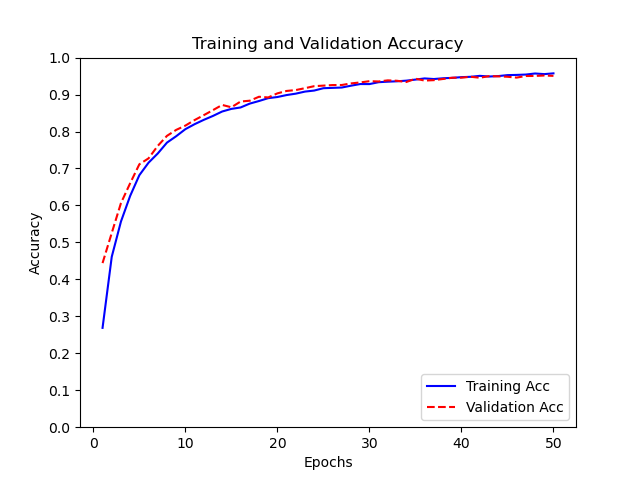 Training and Validation Accuracy
1.0
0.9
0.8
0.7
0.6
0.5
0.4
0.3
0.2
0.1
0.0
Accuracy
0 10 20 30 40 50
Epochs
Training Acc
Validation Acc